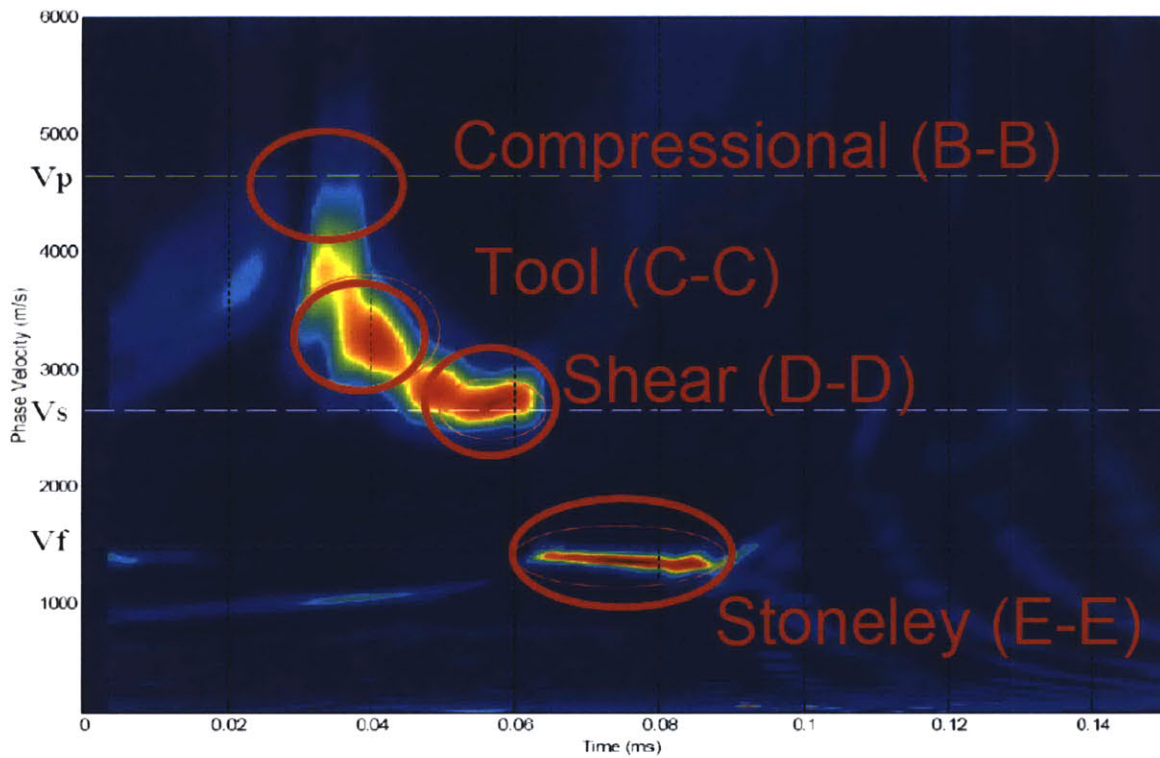 6000
5000
Compressional (B-B)
Vp
4000
Tool (C-C)
Phase Velocity (m/s)
3000
Shear (D-D)
Vs
2000
Vf
1000
Stoneley (E-E)
0
0.02
0.04
0.06
0.08
0.1
0.12
0.14
Time (ms)